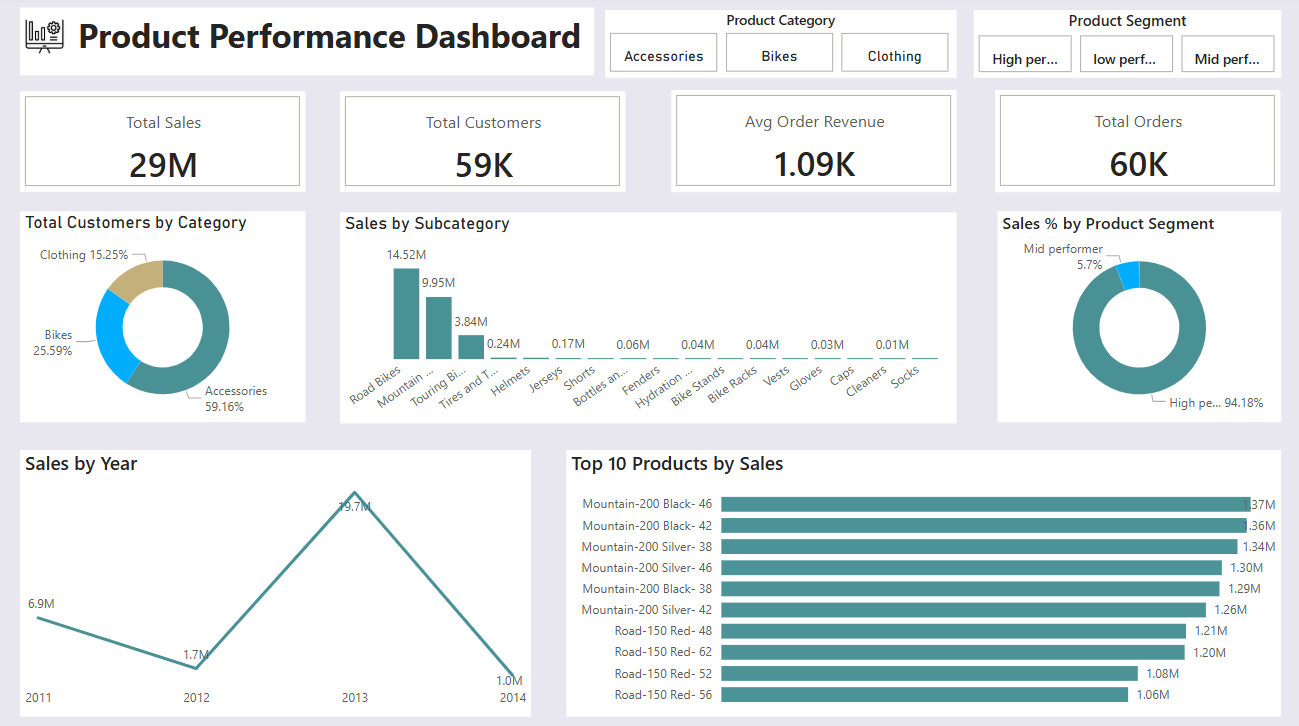 Product Performance Dashboard
Product Category
Accessories
Bikes
Clothing
Product Segment
High per...
low perf...
Mid perf...
Total Sales
29M
Total Customers
59K
Avg Order Revenue
1.09K
Total Orders
60K
Total Customers by Category
Clothing 15.25%
Bikes
25.59%
Accessories
59.16%
Sales by Subcategory
14.52M
9.95M
3.84M
0.24M
0.17M
0.06M
0.04M
0.04M
0.03M
0.01M
Road Bikes
Mountain ...
Touring Bi...
Tires and T...
Helmets
Jerseys
Shorts
Bottles an...
Fenders
Hydration ...
Bike Stands
Bike Racks
Vests
Gloves
Caps
Cleaners
Socks
Sales % by Product Segment
Mid performer
5.7%
High pe... 94.18%
Sales by Year
19.7M
6.9M
1.7M
1.0M
2011
2012
2013
2014
Top 10 Products by Sales
Mountain-200 Black- 46 1.37M
Mountain-200 Black- 42 1.36M
Mountain-200 Silver- 38 1.34M
Mountain-200 Silver- 46 1.30M
Mountain-200 Black- 38 1.29M
Mountain-200 Silver- 42 1.26M
Road-150 Red- 48 1.21M
Road-150 Red- 62 1.20M
Road-150 Red- 52 1.08M
Road-150 Red- 56 1.06M